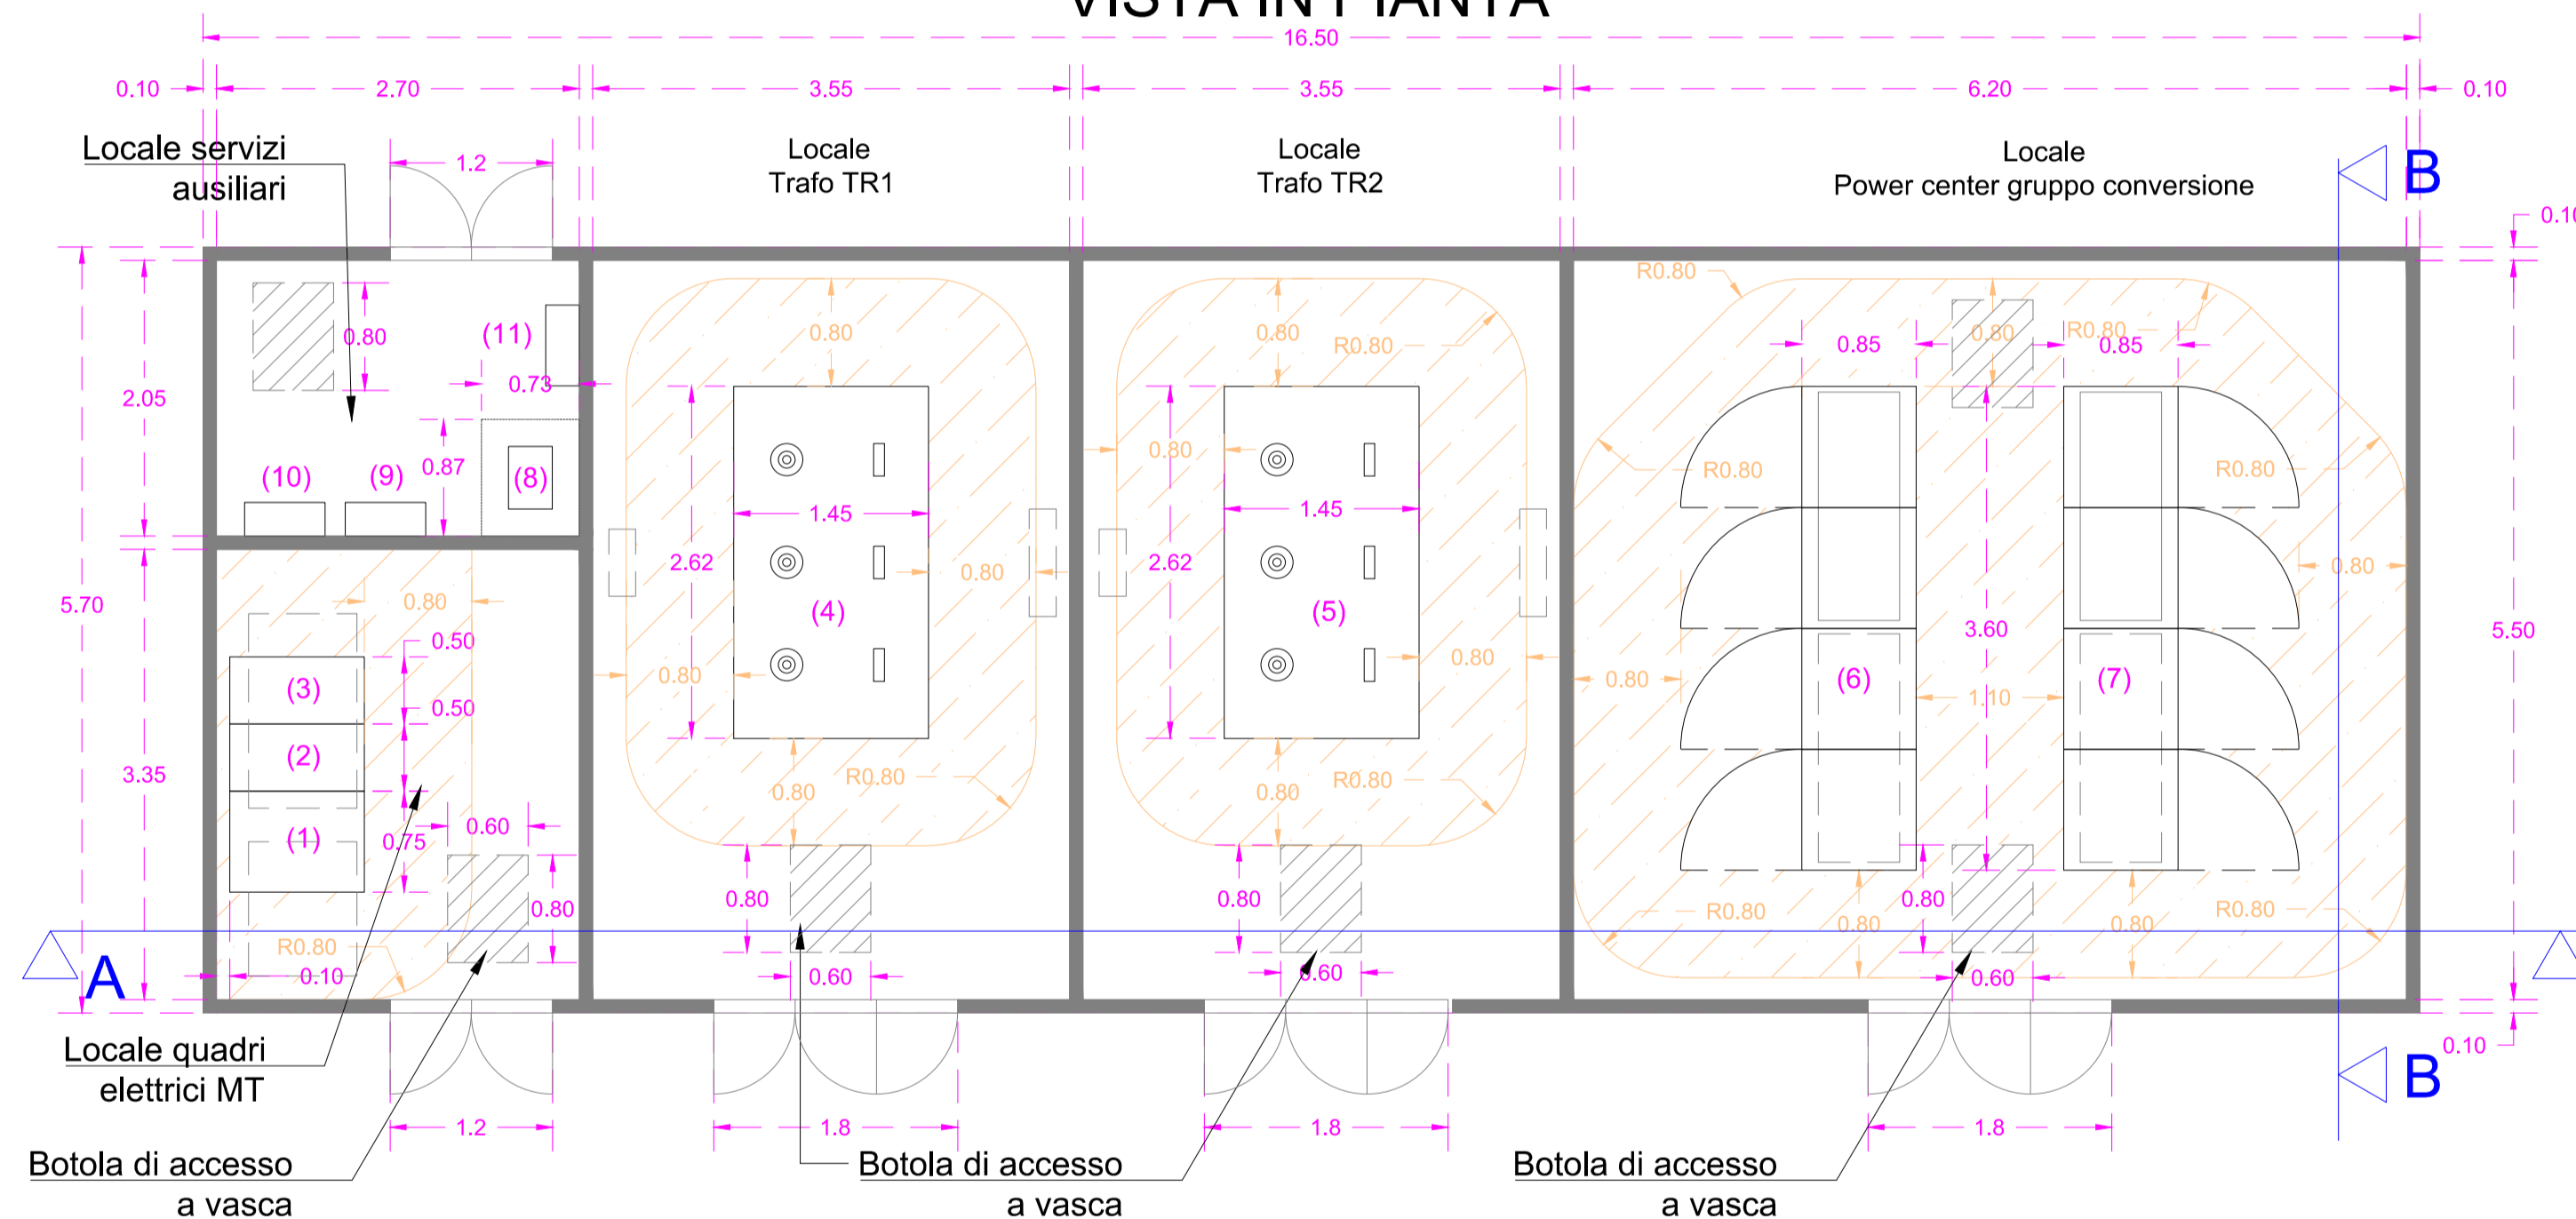 VISTA IN PIANTA
16.50
0.10 2.70 3.55 3.55 6.20 0.10
Locale servizi
ausiliari
1.2
Locale
Trafo TR1
Locale
Trafo TR2
Locale
Power center gruppo conversione
B
0.10
R0.80
0.80
(11)
0.80
0.80
R0.80
0.80
R0.80
0.85
0.85
2.05
0.73
(10)
(9)
0.87
(8)
0.80
R0.80
R0.80
1.45
1.45
2.62
0.80
2.62
0.80
5.70
0.80
(4)
(5)
3.60
5.50
0.50
(3)
0.80
0.80
0.80
(6)
(7)
0.50
1.10
(2)
3.35
R0.80
0.80
R0.80
0.80
(1)
0.75
0.60
0.80
0.80
0.80
0.80
R0.80
0.80
0.80
R0.80
R0.80
0.10
0.60
0.60
0.60
A
Locale quadri
elettrici MT
0.10
B
1.2
1.8
1.8
1.8
Botola di accesso
a vasca
Botola di accesso
a vasca
Botola di accesso
a vasca